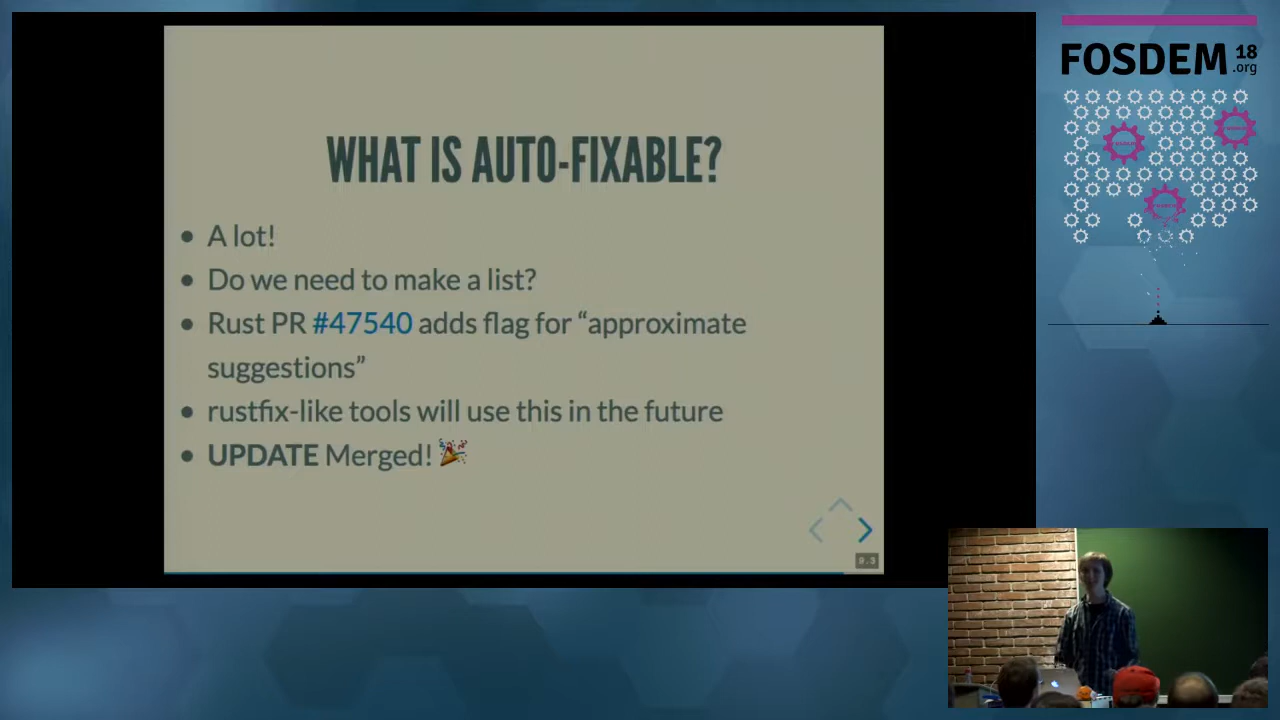 WHAT IS AUTO-FIXABLE?
A lot!
Do we need to make a list?
Rust PR #47540 adds flag for “approximate
suggestions”
rustfix-like tools will use this in the future
UPDATE Merged! 🎉
FOSDEM 18
.org